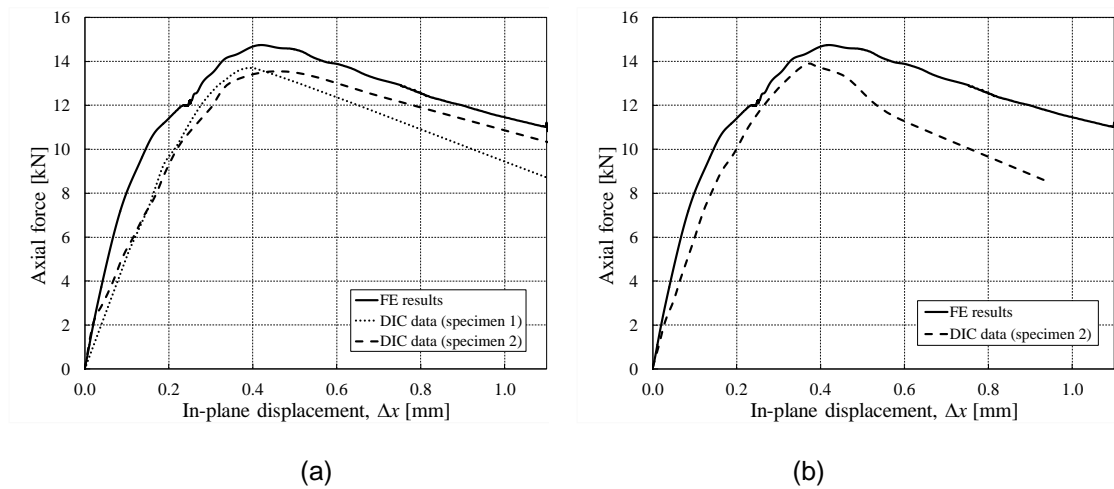 16
14
12
10
8
6
4
2
0
Axial force [kN]
FE results
DIC data (specimen 1)
DIC data (specimen 2)
0.0 0.2 0.4 0.6 0.8 1.0
In-plane displacement, Δx [mm]
(a)
16
14
12
10
8
6
4
2
0
Axial force [kN]
FE results
DIC data (specimen 2)
0.0 0.2 0.4 0.6 0.8 1.0
In-plane displacement, Δx [mm]
(b)